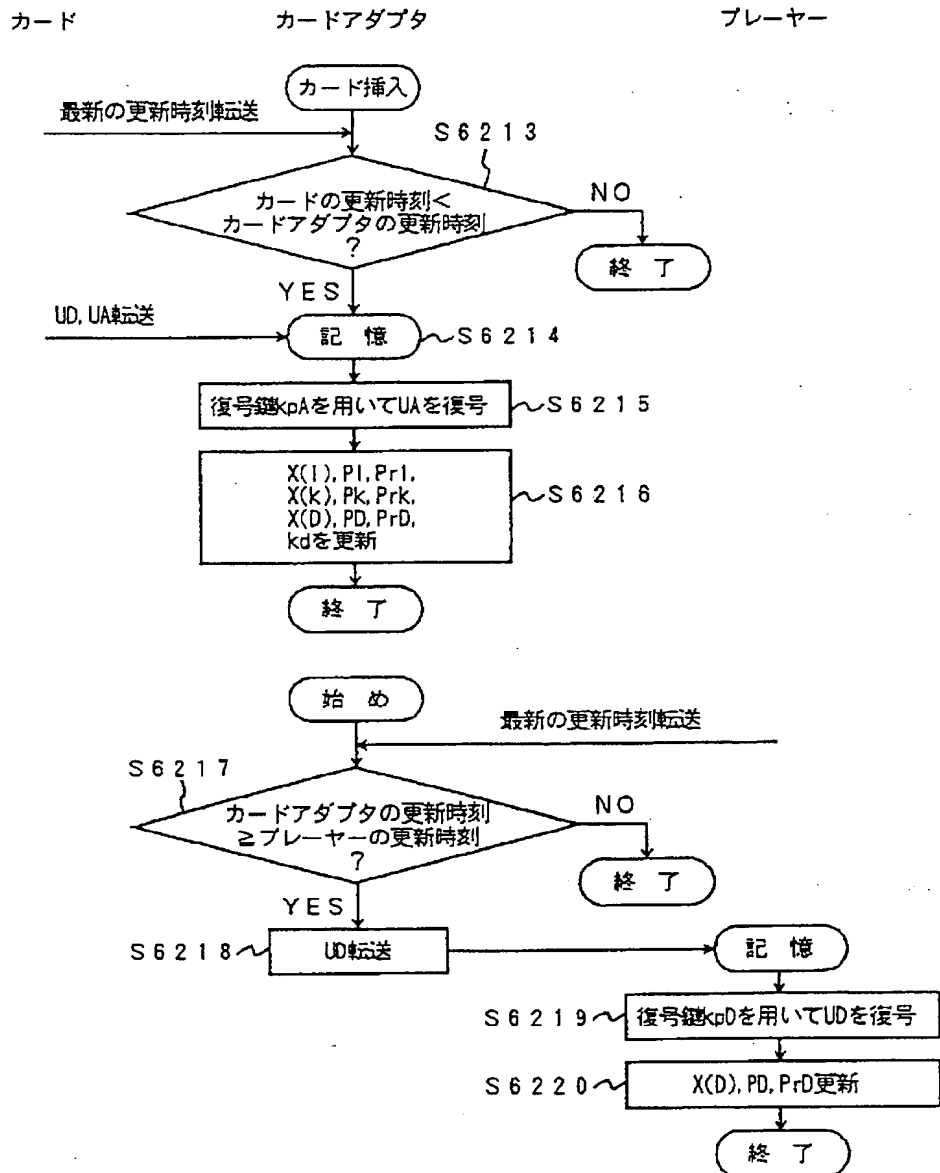 カード カードアダプタ プレーヤー
カード挿入
最新の更新時刻転送
S6213
カードの更新時刻<
カードアダプタの更新時刻
?
NO
終了
YES
UD, UA転送
記憶
S6214
復号鍵kpAを用いてUAを復号
S6215
X(I), PI, PrI,
X(k), Pk, Prk,
X(D), PD, PrD,
kdを更新
S6216
終了
始め
最新の更新時刻転送
S6217
カードアダプタの更新時刻
≧プレーヤーの更新時刻
?
NO
終了
YES
S6218
UD転送
記憶
S6219
復号鍵kpDを用いてUDを復号
S6220
X(D), PD, PrD更新
終了